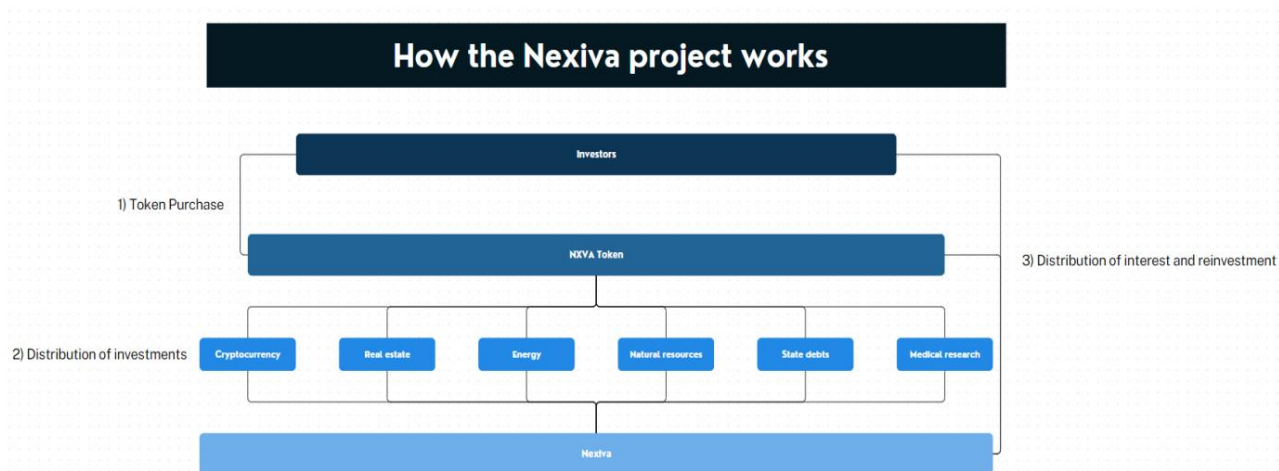 How the Nexiva project works
Investors
1) Token Purchase
NXVA Token
3) Distribution of interest and reinvestment
2) Distribution of investments
Cryptocurrency
Real estate
Energy
Natural resources
State debts
Medical research
Nexiva